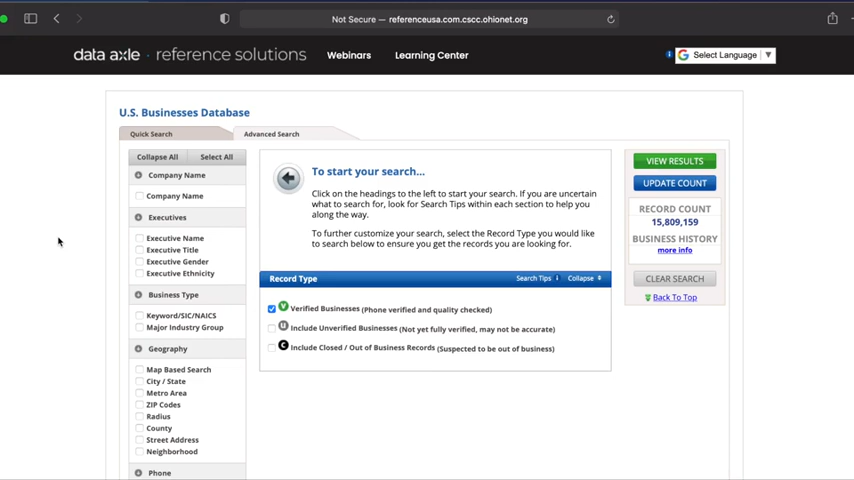 Not Secure — referenceusa.com.cscc.ohionet.org
data axle · reference solutions
Webinars
Learning Center
Select Language ▼
U.S. Businesses Database
Quick Search
Advanced Search
Collapse All
Select All
Company Name
Company Name
Executives
Executive Name
Executive Title
Executive Gender
Executive Ethnicity
Business Type
Keyword/SIC/NAICS
Major Industry Group
Geography
Map Based Search
City / State
Metro Area
ZIP Codes
Radius
County
Street Address
Neighborhood
Phone
To start your search...
Click on the headings to the left to start your search. If you are uncertain
what to search for, look for Search Tips within each section to help you
along the way.
To further customize your search, select the Record Type you would like
to search below to ensure you get the records you are looking for.
Record Type
Search Tips
Collapse
Verified Businesses (Phone verified and quality checked)
Include Unverified Businesses (Not yet fully verified, may not be accurate)
Include Closed / Out of Business Records (Suspected to be out of business)
VIEW RESULTS
UPDATE COUNT
RECORD COUNT
15,809,159
BUSINESS HISTORY
more info
CLEAR SEARCH
Back To Top